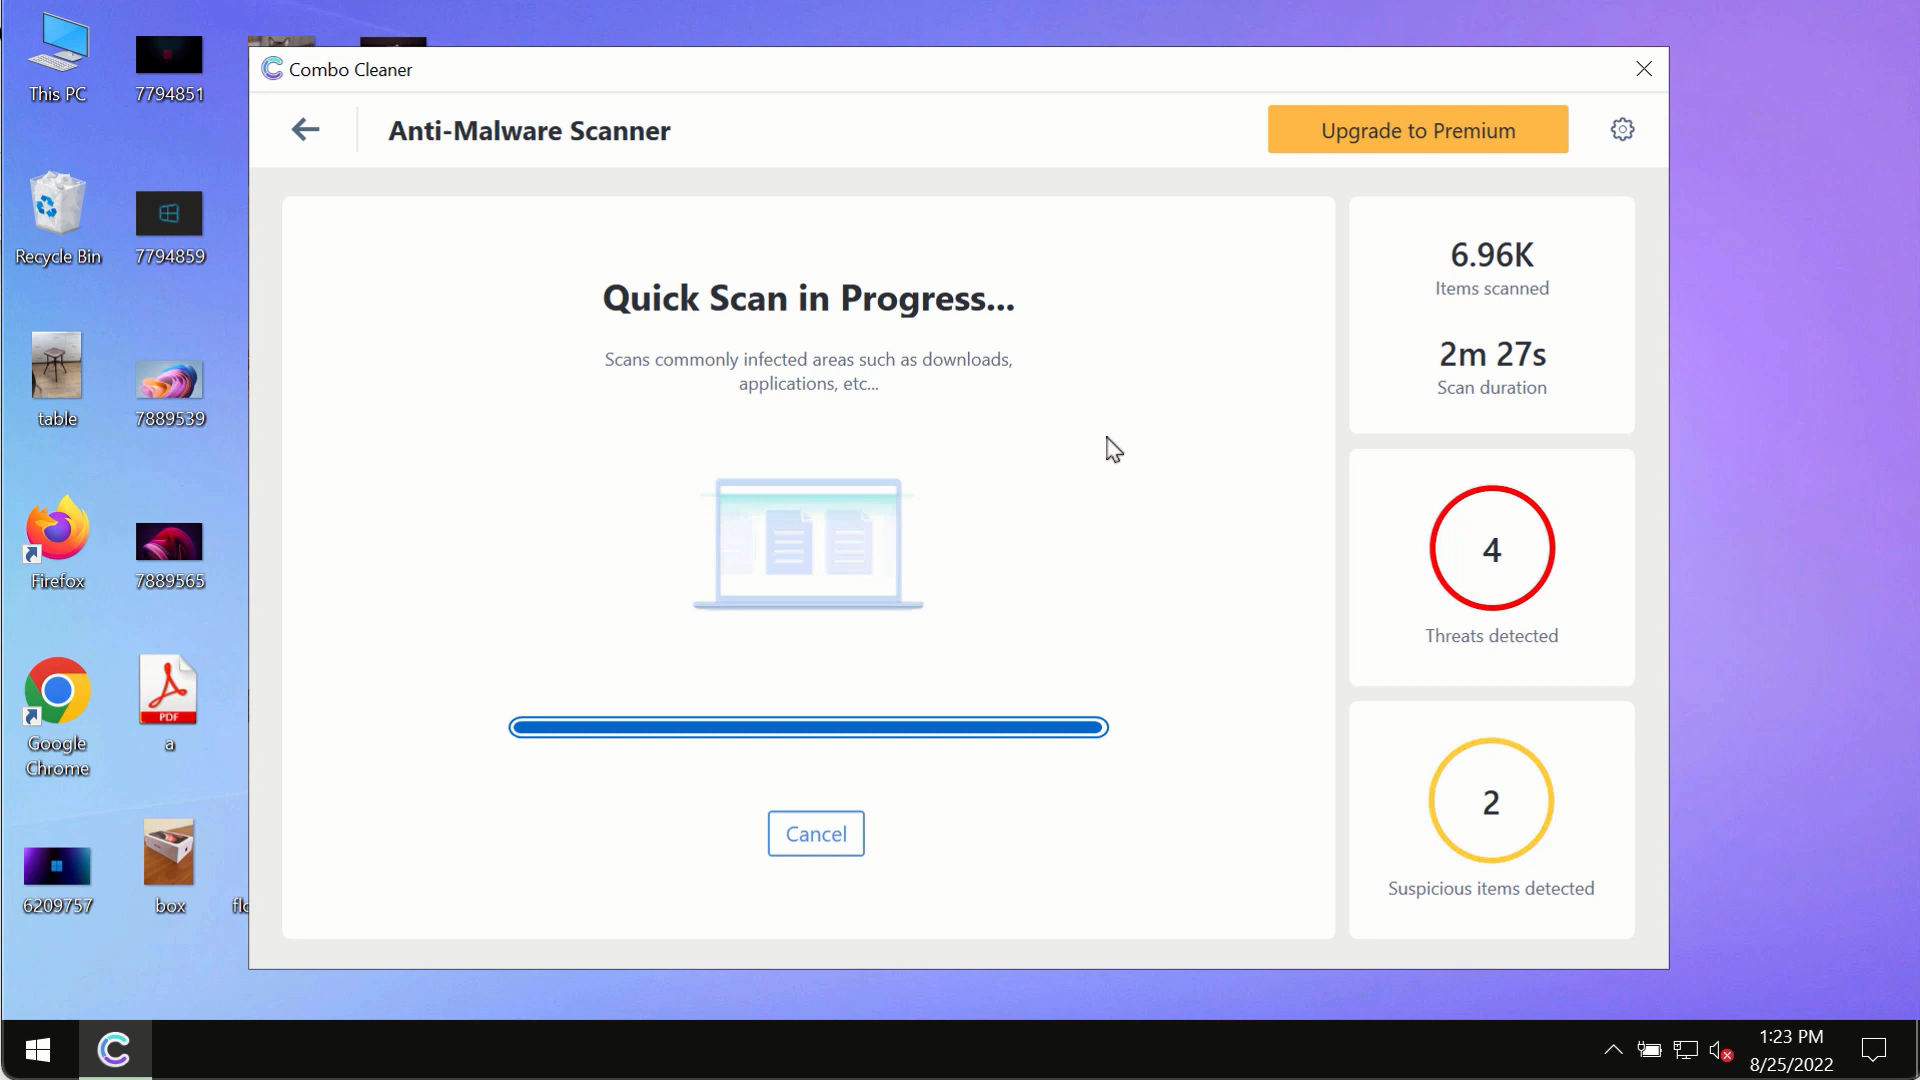 This PC
7794851
Recycle Bin
7794859
table
7889539
Firefox
7889565
Google
Chrome
PDF
a
6209757
box
Combo Cleaner
Anti-Malware Scanner
Upgrade to Premium
Quick Scan in Progress...
Scans commonly infected areas such as downloads,
applications, etc...
Cancel
6.96K
Items scanned
2m 27s
Scan duration
4
Threats detected
2
Suspicious items detected
1:23 PM
8/25/2022